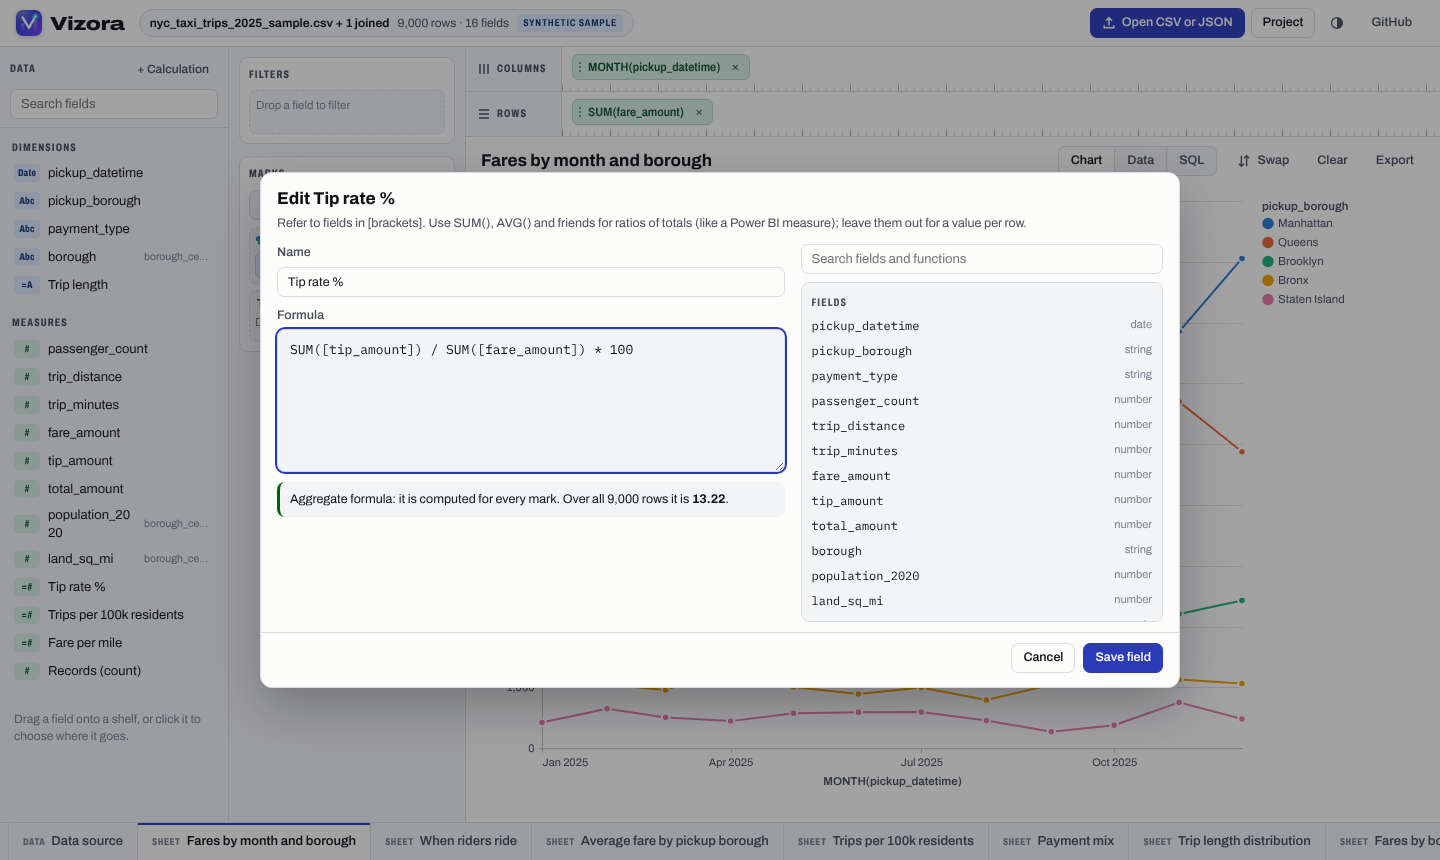 Vizora
nyc_taxi_trips_2025_sample.csv + 1 joined 9,000 rows · 16 fields SYNTHETIC SAMPLE
Open CSV or JSON
Project
GitHub
DATA
+ Calculation
Search fields
DIMENSIONS
Date pickup_datetime
Abc pickup_borough
Abc payment_type
Abc borough borough_ce...
=A Trip length
MEASURES
# passenger_count
# trip_distance
# trip_minutes
# fare_amount
# tip_amount
# total_amount
# population_20
20 borough_ce...
# land_sq_mi borough_ce...
=# Tip rate %
=# Trips per 100k residents
=# Fare per mile
# Records (count)
Drag a field onto a shelf, or click it to
choose where it goes.
FILTERS
Drop a field to filter
COLUMNS MONTH(pickup_datetime) ×
ROWS SUM(fare_amount) ×
Fares by month and borough
Chart Data SQL
Swap
Clear
Export
pickup_borough
Manhattan
Queens
Brooklyn
Bronx
Staten Island
Edit Tip rate %
Refer to fields in [brackets]. Use SUM(), AVG() and friends for ratios of totals (like a Power BI measure); leave them out for a value per row.
Name
Tip rate %
Formula
SUM([tip_amount]) / SUM([fare_amount]) * 100
Aggregate formula: it is computed for every mark. Over all 9,000 rows it is 13.22.
Search fields and functions
FIELDS
pickup_datetime date
pickup_borough string
payment_type string
passenger_count number
trip_distance number
trip_minutes number
fare_amount number
tip_amount number
total_amount number
borough string
population_2020 number
land_sq_mi number
Cancel
Save field
0
Jan 2025 Apr 2025 Jul 2025 Oct 2025
MONTH(pickup_datetime)
DATA Data source
SHEET Fares by month and borough
SHEET When riders ride
SHEET Average fare by pickup borough
SHEET Trips per 100k residents
SHEET Payment mix
SHEET Trip length distribution
SHEET Fares by bo